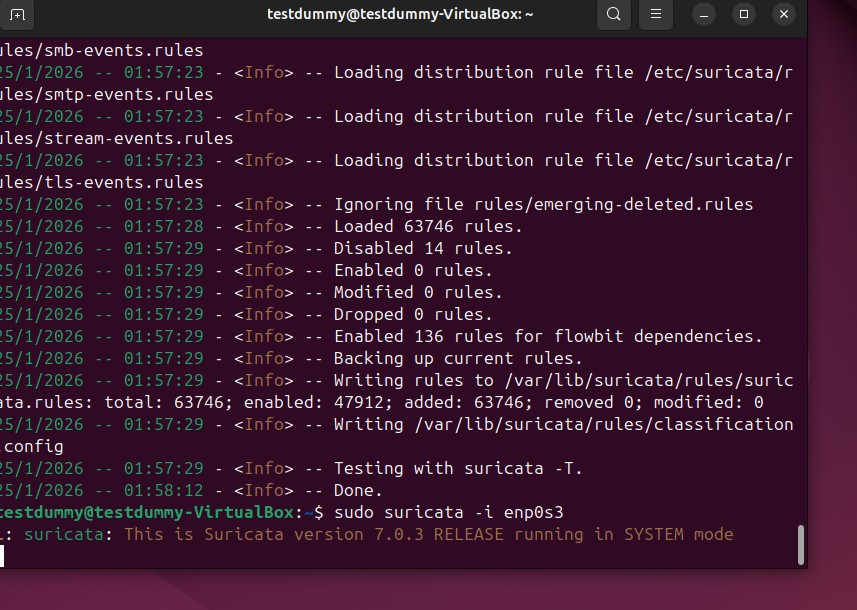 testdummy@testdummy-VirtualBox: ~
ules/smb-events.rules
25/1/2026 -- 01:57:23 - <Info> -- Loading distribution rule file /etc/suricata/r
ules/smtp-events.rules
25/1/2026 -- 01:57:23 - <Info> -- Loading distribution rule file /etc/suricata/r
ules/stream-events.rules
25/1/2026 -- 01:57:23 - <Info> -- Loading distribution rule file /etc/suricata/r
ules/tls-events.rules
25/1/2026 -- 01:57:23 - <Info> -- Ignoring file rules/emerging-deleted.rules
25/1/2026 -- 01:57:28 - <Info> -- Loaded 63746 rules.
25/1/2026 -- 01:57:29 - <Info> -- Disabled 14 rules.
25/1/2026 -- 01:57:29 - <Info> -- Enabled 0 rules.
25/1/2026 -- 01:57:29 - <Info> -- Modified 0 rules.
25/1/2026 -- 01:57:29 - <Info> -- Dropped 0 rules.
25/1/2026 -- 01:57:29 - <Info> -- Enabled 136 rules for flowbit dependencies.
25/1/2026 -- 01:57:29 - <Info> -- Backing up current rules.
25/1/2026 -- 01:57:29 - <Info> -- Writing rules to /var/lib/suricata/rules/suric
ata.rules: total: 63746; enabled: 47912; added: 63746; removed 0; modified: 0
25/1/2026 -- 01:57:29 - <Info> -- Writing /var/lib/suricata/rules/classification
.config
25/1/2026 -- 01:57:29 - <Info> -- Testing with suricata -T.
25/1/2026 -- 01:58:12 - <Info> -- Done.
testdummy@testdummy-VirtualBox:~$ sudo suricata -i enp0s3
: suricata: This is Suricata version 7.0.3 RELEASE running in SYSTEM mode